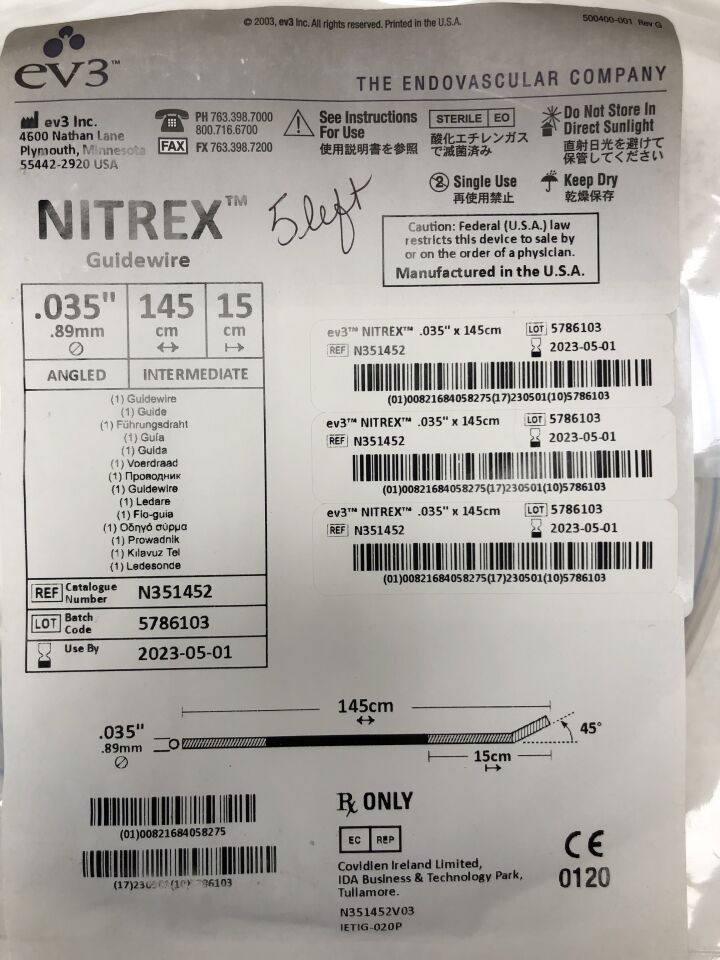 © 2003, ev3 Inc. All rights reserved. Printed in the U.S.A.
500400-001 Rev G
ev3™
THE ENDOVASCULAR COMPANY
ev3 Inc.
4600 Nathan Lane
Plymouth, Minnesota
55442-2920 USA
PH 763.398.7000
800.716.6700
FAX FX 763.398.7200
See Instructions
For Use
使用説明書を参照
STERILE EO
酸化エチレンガス
で滅菌済み
Do Not Store In
Direct Sunlight
直射日光を避けて
保管してください
2 Single Use
再使用禁止
Keep Dry
乾燥保存
NITREX™
Guidewire
5 left
Caution: Federal (U.S.A.) law
restricts this device to sale by
or on the order of a physician.
Manufactured in the U.S.A.
.035" 145 15
.89mm cm cm
ANGLED INTERMEDIATE
(1) Guidewire
(1) Guide
(1) Führungsdraht
(1) Guía
(1) Guida
(1) Voerdraad
(1) Проводник
(1) Guidewire
(1) Ledare
(1) Fio-guia
(1) Οδηγό σύρμα
(1) Prowadnik
(1) Kılavuz Tel
(1) Ledesonde
REF Catalogue Number N351452
LOT Batch Code 5786103
Use By 2023-05-01
ev3™ NITREX™ .035" x 145cm LOT 5786103
REF N351452 2023-05-01
(01)00821684058275(17)230501(10)5786103
ev3™ NITREX™ .035" x 145cm LOT 5786103
REF N351452 2023-05-01
(01)00821684058275(17)230501(10)5786103
ev3™ NITREX™ .035" x 145cm LOT 5786103
REF N351452 2023-05-01
(01)00821684058275(17)230501(10)5786103
145cm
.035"
.89mm
45°
15cm
(01)00821684058275
℞ ONLY
EC REP
Covidien Ireland Limited,
IDA Business & Technology Park,
Tullamore.
N351452V03
IETIG-020P
CE
0120